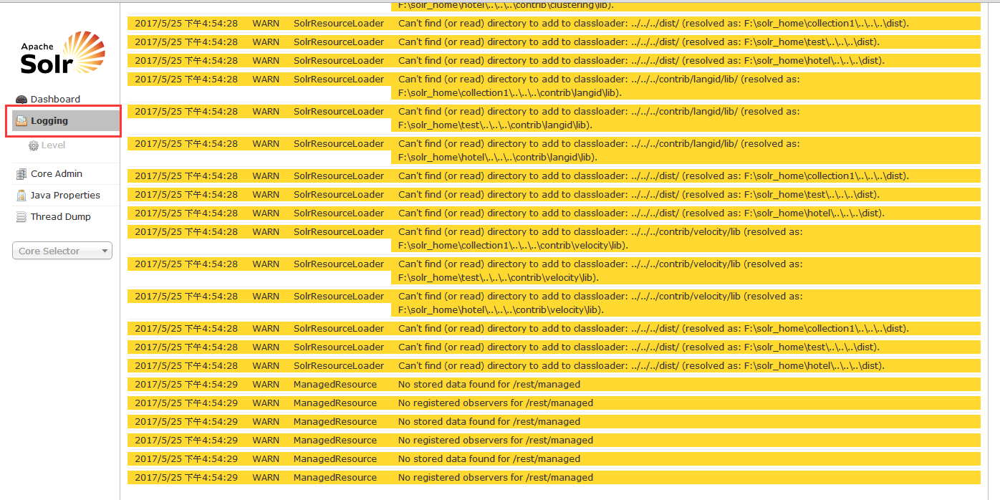 F:\solr_home\hotel\..\..\..\contrib\clustering\lib).
2017/5/25 下午4:54:28 WARN SolrResourceLoader Can't find (or read) directory to add to classloader: ../../../dist/ (resolved as: F:\solr_home\collection1\..\..\..\dist).
2017/5/25 下午4:54:28 WARN SolrResourceLoader Can't find (or read) directory to add to classloader: ../../../dist/ (resolved as: F:\solr_home\test\..\..\..\dist).
2017/5/25 下午4:54:28 WARN SolrResourceLoader Can't find (or read) directory to add to classloader: ../../../dist/ (resolved as: F:\solr_home\hotel\..\..\..\dist).
2017/5/25 下午4:54:28 WARN SolrResourceLoader Can't find (or read) directory to add to classloader: ../../../contrib/langid/lib/ (resolved as:
F:\solr_home\collection1\..\..\..\contrib\langid\lib).
2017/5/25 下午4:54:28 WARN SolrResourceLoader Can't find (or read) directory to add to classloader: ../../../contrib/langid/lib/ (resolved as:
F:\solr_home\test\..\..\..\contrib\langid\lib).
2017/5/25 下午4:54:28 WARN SolrResourceLoader Can't find (or read) directory to add to classloader: ../../../contrib/langid/lib/ (resolved as:
F:\solr_home\hotel\..\..\..\contrib\langid\lib).
2017/5/25 下午4:54:28 WARN SolrResourceLoader Can't find (or read) directory to add to classloader: ../../../dist/ (resolved as: F:\solr_home\collection1\..\..\..\dist).
2017/5/25 下午4:54:28 WARN SolrResourceLoader Can't find (or read) directory to add to classloader: ../../../dist/ (resolved as: F:\solr_home\test\..\..\..\dist).
2017/5/25 下午4:54:28 WARN SolrResourceLoader Can't find (or read) directory to add to classloader: ../../../dist/ (resolved as: F:\solr_home\hotel\..\..\..\dist).
2017/5/25 下午4:54:28 WARN SolrResourceLoader Can't find (or read) directory to add to classloader: ../../../contrib/velocity/lib (resolved as:
F:\solr_home\collection1\..\..\..\contrib\velocity\lib).
2017/5/25 下午4:54:28 WARN SolrResourceLoader Can't find (or read) directory to add to classloader: ../../../contrib/velocity/lib (resolved as:
F:\solr_home\test\..\..\..\contrib\velocity\lib).
2017/5/25 下午4:54:28 WARN SolrResourceLoader Can't find (or read) directory to add to classloader: ../../../contrib/velocity/lib (resolved as:
F:\solr_home\hotel\..\..\..\contrib\velocity\lib).
2017/5/25 下午4:54:28 WARN SolrResourceLoader Can't find (or read) directory to add to classloader: ../../../dist/ (resolved as: F:\solr_home\collection1\..\..\..\dist).
2017/5/25 下午4:54:28 WARN SolrResourceLoader Can't find (or read) directory to add to classloader: ../../../dist/ (resolved as: F:\solr_home\test\..\..\..\dist).
2017/5/25 下午4:54:28 WARN SolrResourceLoader Can't find (or read) directory to add to classloader: ../../../dist/ (resolved as: F:\solr_home\hotel\..\..\..\dist).
2017/5/25 下午4:54:29 WARN ManagedResource No stored data found for /rest/managed
2017/5/25 下午4:54:29 WARN ManagedResource No registered observers for /rest/managed
2017/5/25 下午4:54:29 WARN ManagedResource No stored data found for /rest/managed
2017/5/25 下午4:54:29 WARN ManagedResource No registered observers for /rest/managed
2017/5/25 下午4:54:29 WARN ManagedResource No stored data found for /rest/managed
2017/5/25 下午4:54:29 WARN ManagedResource No registered observers for /rest/managed
Apache
Solr
Dashboard
Logging
Level
Core Admin
Java Properties
Thread Dump
Core Selector